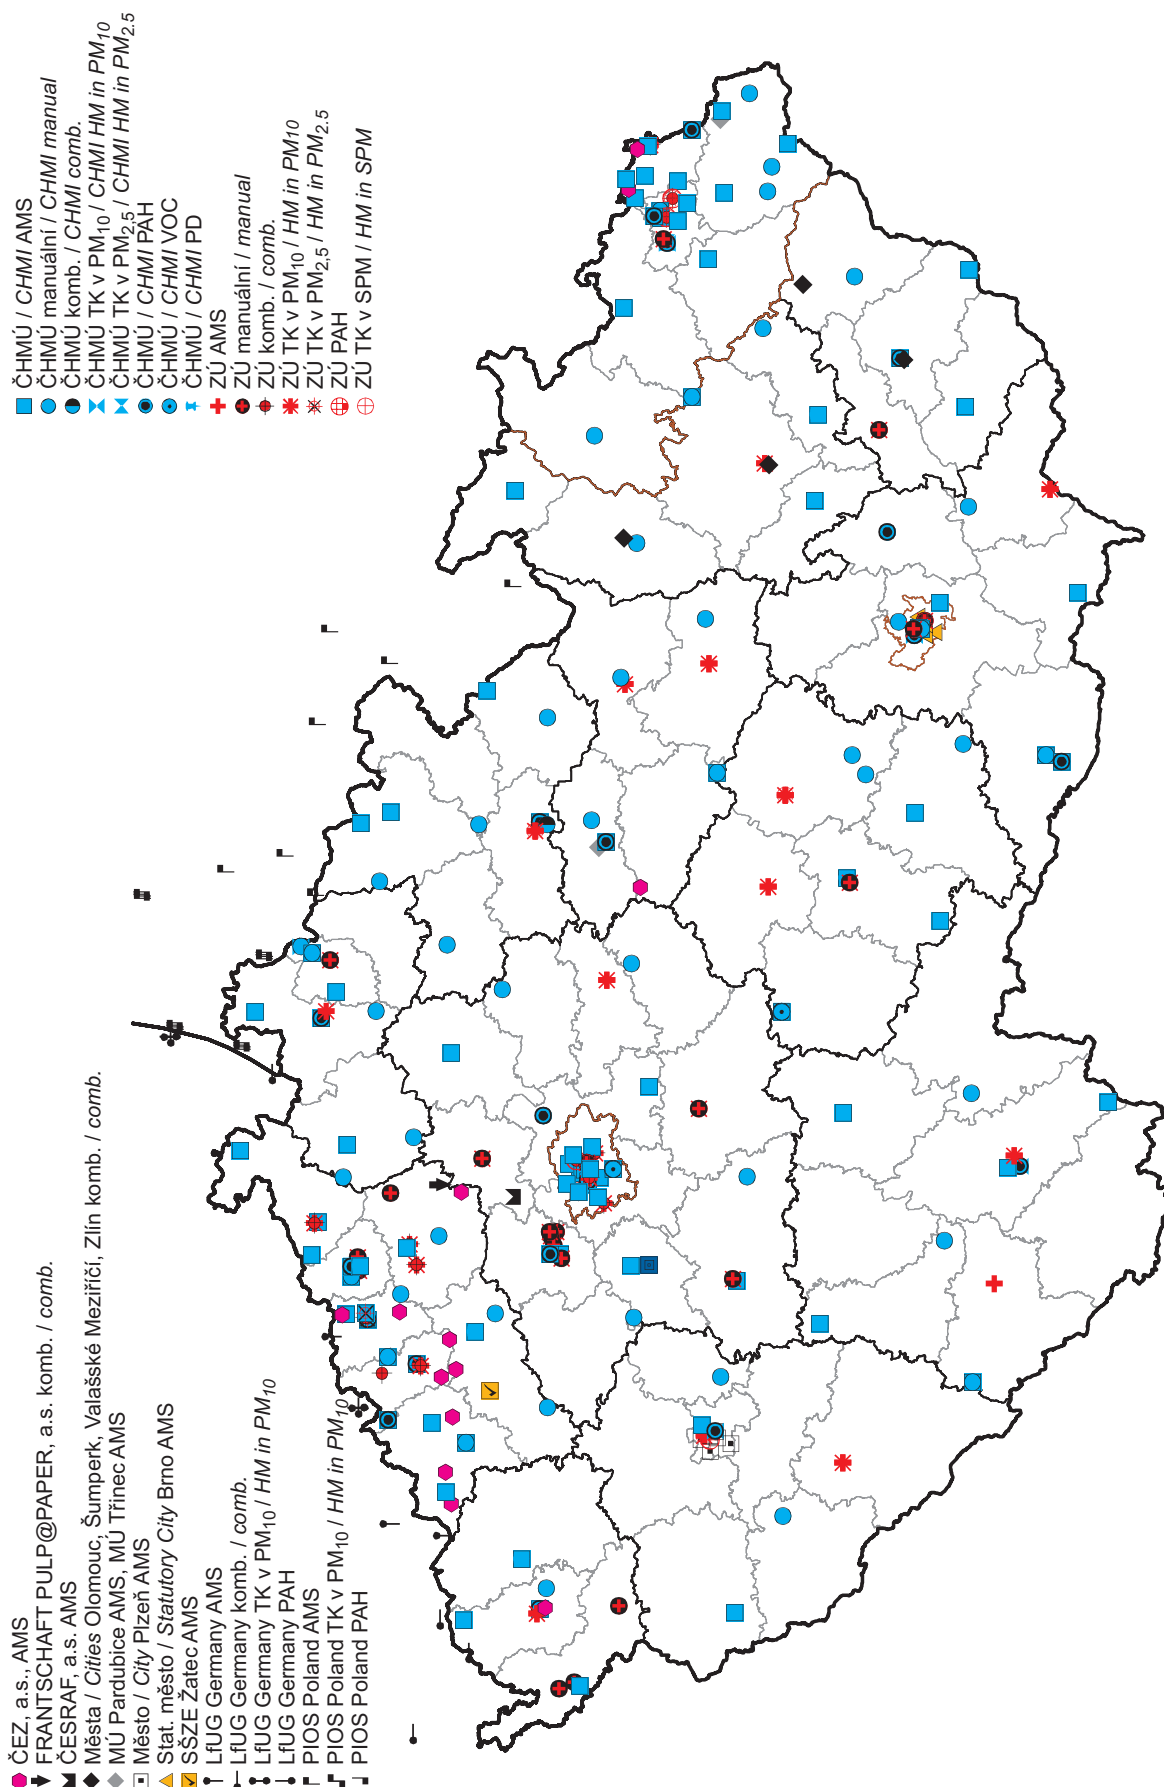 ČHMÚ / CHMI AMS
ČHMÚ manuální / CHMI manual
ČHMÚ komb. / CHMI comb.
ČHMÚ TK v PM10 / CHMI HM in PM10
ČHMÚ TK v PM2,5 / CHMI HM in PM2.5
ČHMÚ / CHMI PAH
ČHMÚ / CHMI VOC
ČHMÚ / CHMI PD
ZÚ AMS
ZÚ manuální / manual
ZÚ komb. / comb.
ZÚ TK v PM10 / HM in PM10
ZÚ TK v PM2,5 / HM in PM2.5
ZÚ PAH
ZÚ TK v SPM / HM in SPM
ČEZ, a.s., AMS
FRANTSCHAFT PULP@PAPER, a.s. komb. / comb.
ČESRAF, a.s. AMS
Města / Cities Olomouc, Šumperk, Valašské Meziříčí, Zlín komb. / comb.
MÚ Pardubice AMS, MÚ Třinec AMS
Město / City Plzeň AMS
Stat. město / Statutory City Brno AMS
SŠZE Žatec AMS
LfUG Germany AMS
LfUG Germany komb. / comb.
LfUG Germany TK v PM10 / HM in PM10
LfUG Germany PAH
PIOS Poland AMS
PIOS Poland TK v PM10 / HM in PM10
PIOS Poland PAH